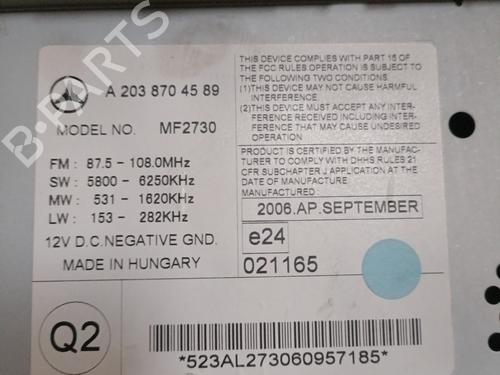 A 203 870 45 89
MODEL NO. MF2730
FM : 87.5 - 108.0MHz
SW : 5800 - 6250KHz
MW : 531 - 1620KHz
LW : 153 - 282KHz
12V D.C.NEGATIVE GND.
MADE IN HUNGARY
THIS DEVICE COMPLIES WITH PART 15 OF
THE FCC RULES OPERATION IS SUBJECT TO
THE FOLLOWING TWO CONDITIONS.
(1)THIS DEVICE MAY NOT CAUSE HARMFUL
INTERFERENCE.
(2)THIS DEVICE MUST ACCEPT ANY INTER-
FERENCE RECEIVED INCLUDING INTER-
FERENCE THAT MAY CAUSE UNDESIRED
OPERATION
PRODUCT IS CERTIFIED BY THE MANUFAC-
TURER TO COMPLY WITH DHHS RULES 21
CFR SUBCHAPTER J APPLICATION AT THE
DATE OF MANUFACTURE.
MANUFACTURED
2006.AP.SEPTEMBER
e24
021165
Q2
*523AL273060957185*
B-PARTS